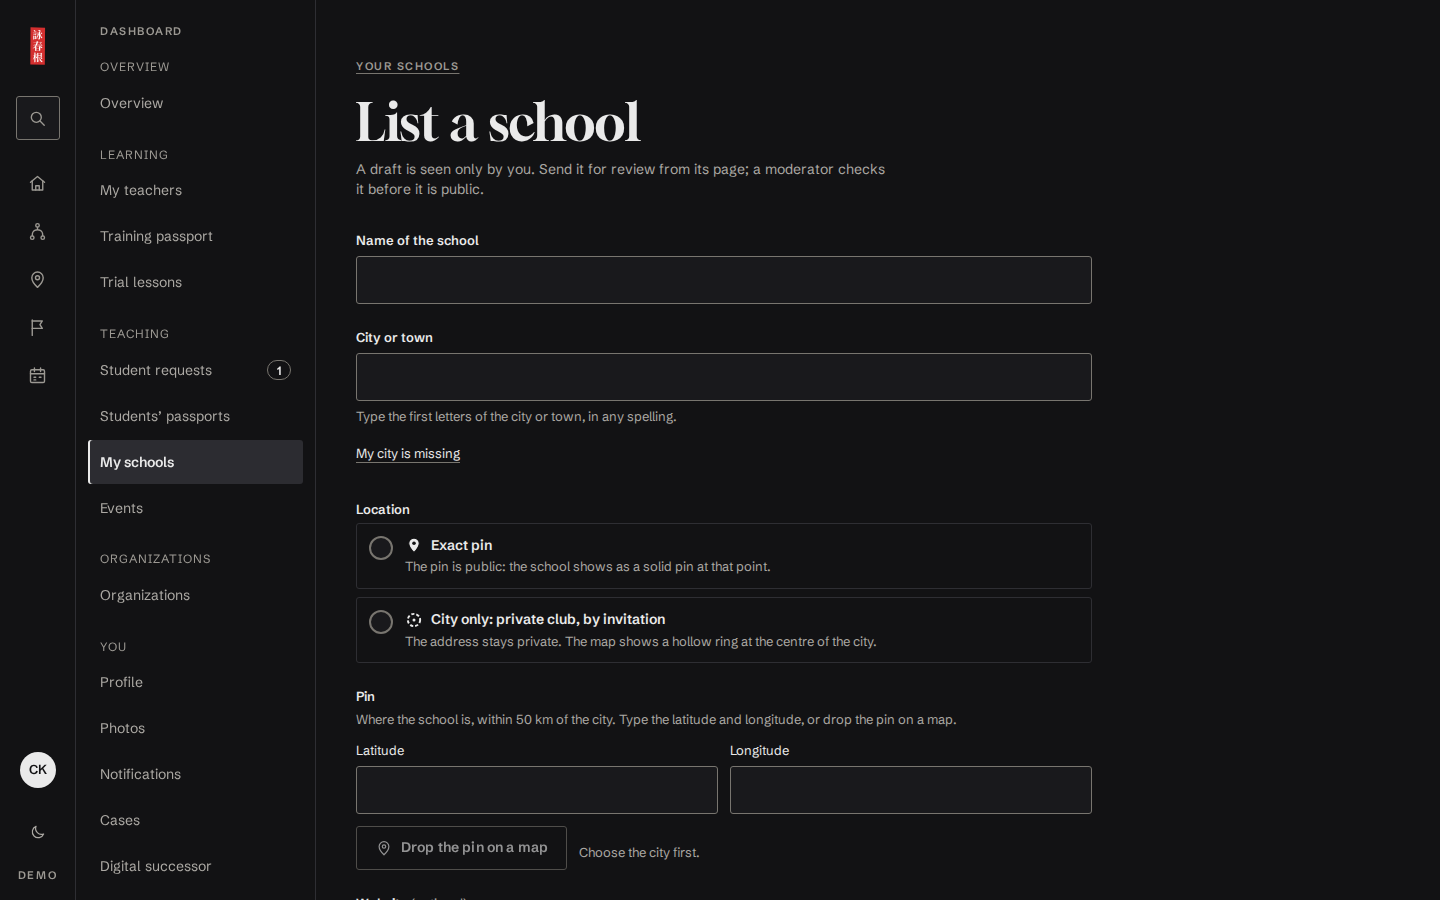 詠春根
DASHBOARD
OVERVIEW
Overview
LEARNING
My teachers
Training passport
Trial lessons
TEACHING
Student requests 1
Students’ passports
My schools
Events
ORGANIZATIONS
Organizations
YOU
Profile
Photos
Notifications
Cases
Digital successor
CK
DEMO
YOUR SCHOOLS
List a school
A draft is seen only by you. Send it for review from its page; a moderator checks
it before it is public.
Name of the school
City or town
Type the first letters of the city or town, in any spelling.
My city is missing
Location
Exact pin
The pin is public: the school shows as a solid pin at that point.
City only: private club, by invitation
The address stays private. The map shows a hollow ring at the centre of the city.
Pin
Where the school is, within 50 km of the city. Type the latitude and longitude, or drop the pin on a map.
Latitude
Longitude
Drop the pin on a map
Choose the city first.